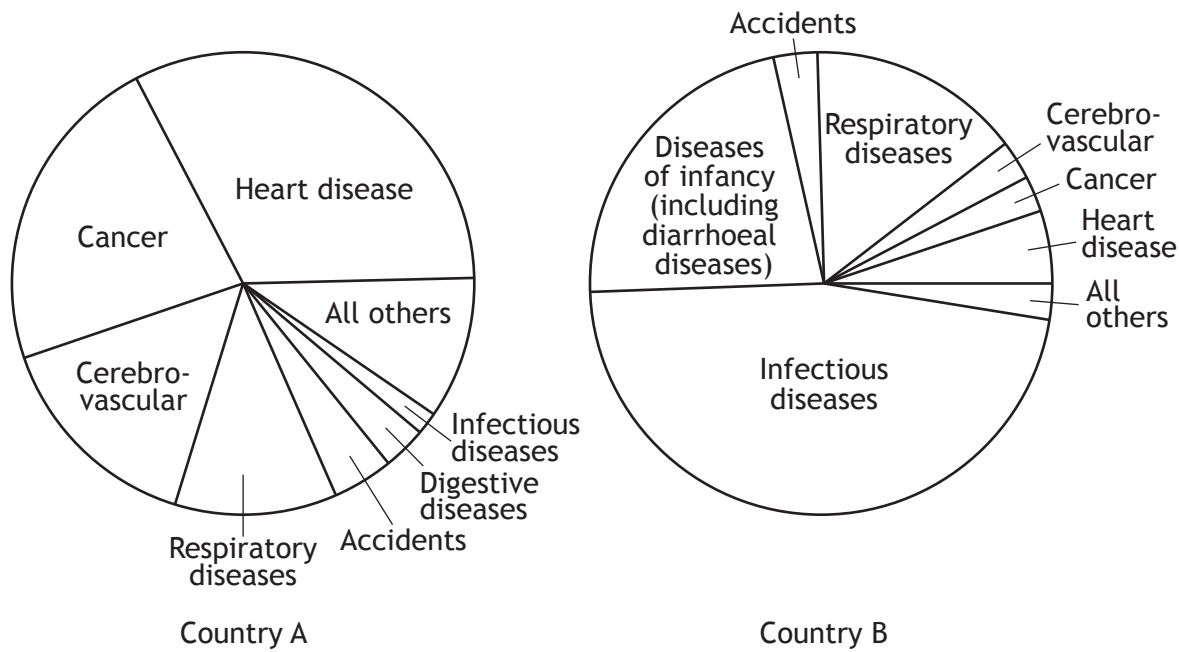 Heart disease
Cancer
All others
Cerebro-
vascular
Infectious
diseases
Digestive
diseases
Accidents
Respiratory
diseases
Country A
Accidents
Respiratory
diseases
Cerebro-
vascular
Cancer
Heart
disease
All
others
Diseases
of infancy
(including
diarrhoeal
diseases)
Infectious
diseases
Country B